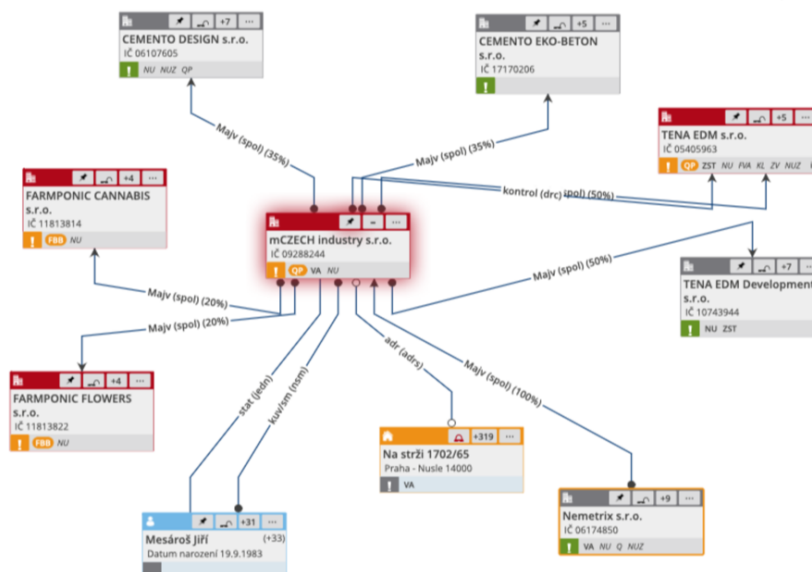 +7 ...
CEMENTO DESIGN s.r.o.
IČ 06107605
! NU NUZ QP
+5 ...
CEMENTO EKO-BETON
s.r.o.
IČ 17170206
!
+5 ...
TENA EDM s.r.o.
IČ 05405963
! QP ZST NU FVA KL ZV NUZ
Majv (spol) (35%)
Majv (spol) (35%)
kontrol (drc) spol) (50%)
+4 ...
FARMPONIC CANNABIS
s.r.o.
IČ 11813814
! FBB NU
– ...
mCZECH industry s.r.o.
IČ 09288244
! QP VA NU
Majv (spol) (50%)
+7 ...
TENA EDM Development
s.r.o.
IČ 10743944
! NU ZST
Majv (spol) (20%)
Majv (spol) (20%)
+4 ...
FARMPONIC FLOWERS
s.r.o.
IČ 11813822
! FBB NU
stat (jedn)
kuv/sm (nsm)
adr (adrs)
Majv (spol) (100%)
+319 ...
Na strži 1702/65
Praha - Nusle 14000
! VA
+9 ...
Nemetrix s.r.o.
IČ 06174850
! VA NU Q NUZ
+31 ...
Mesároš Jiří (+33)
Datum narození 19.9.1983